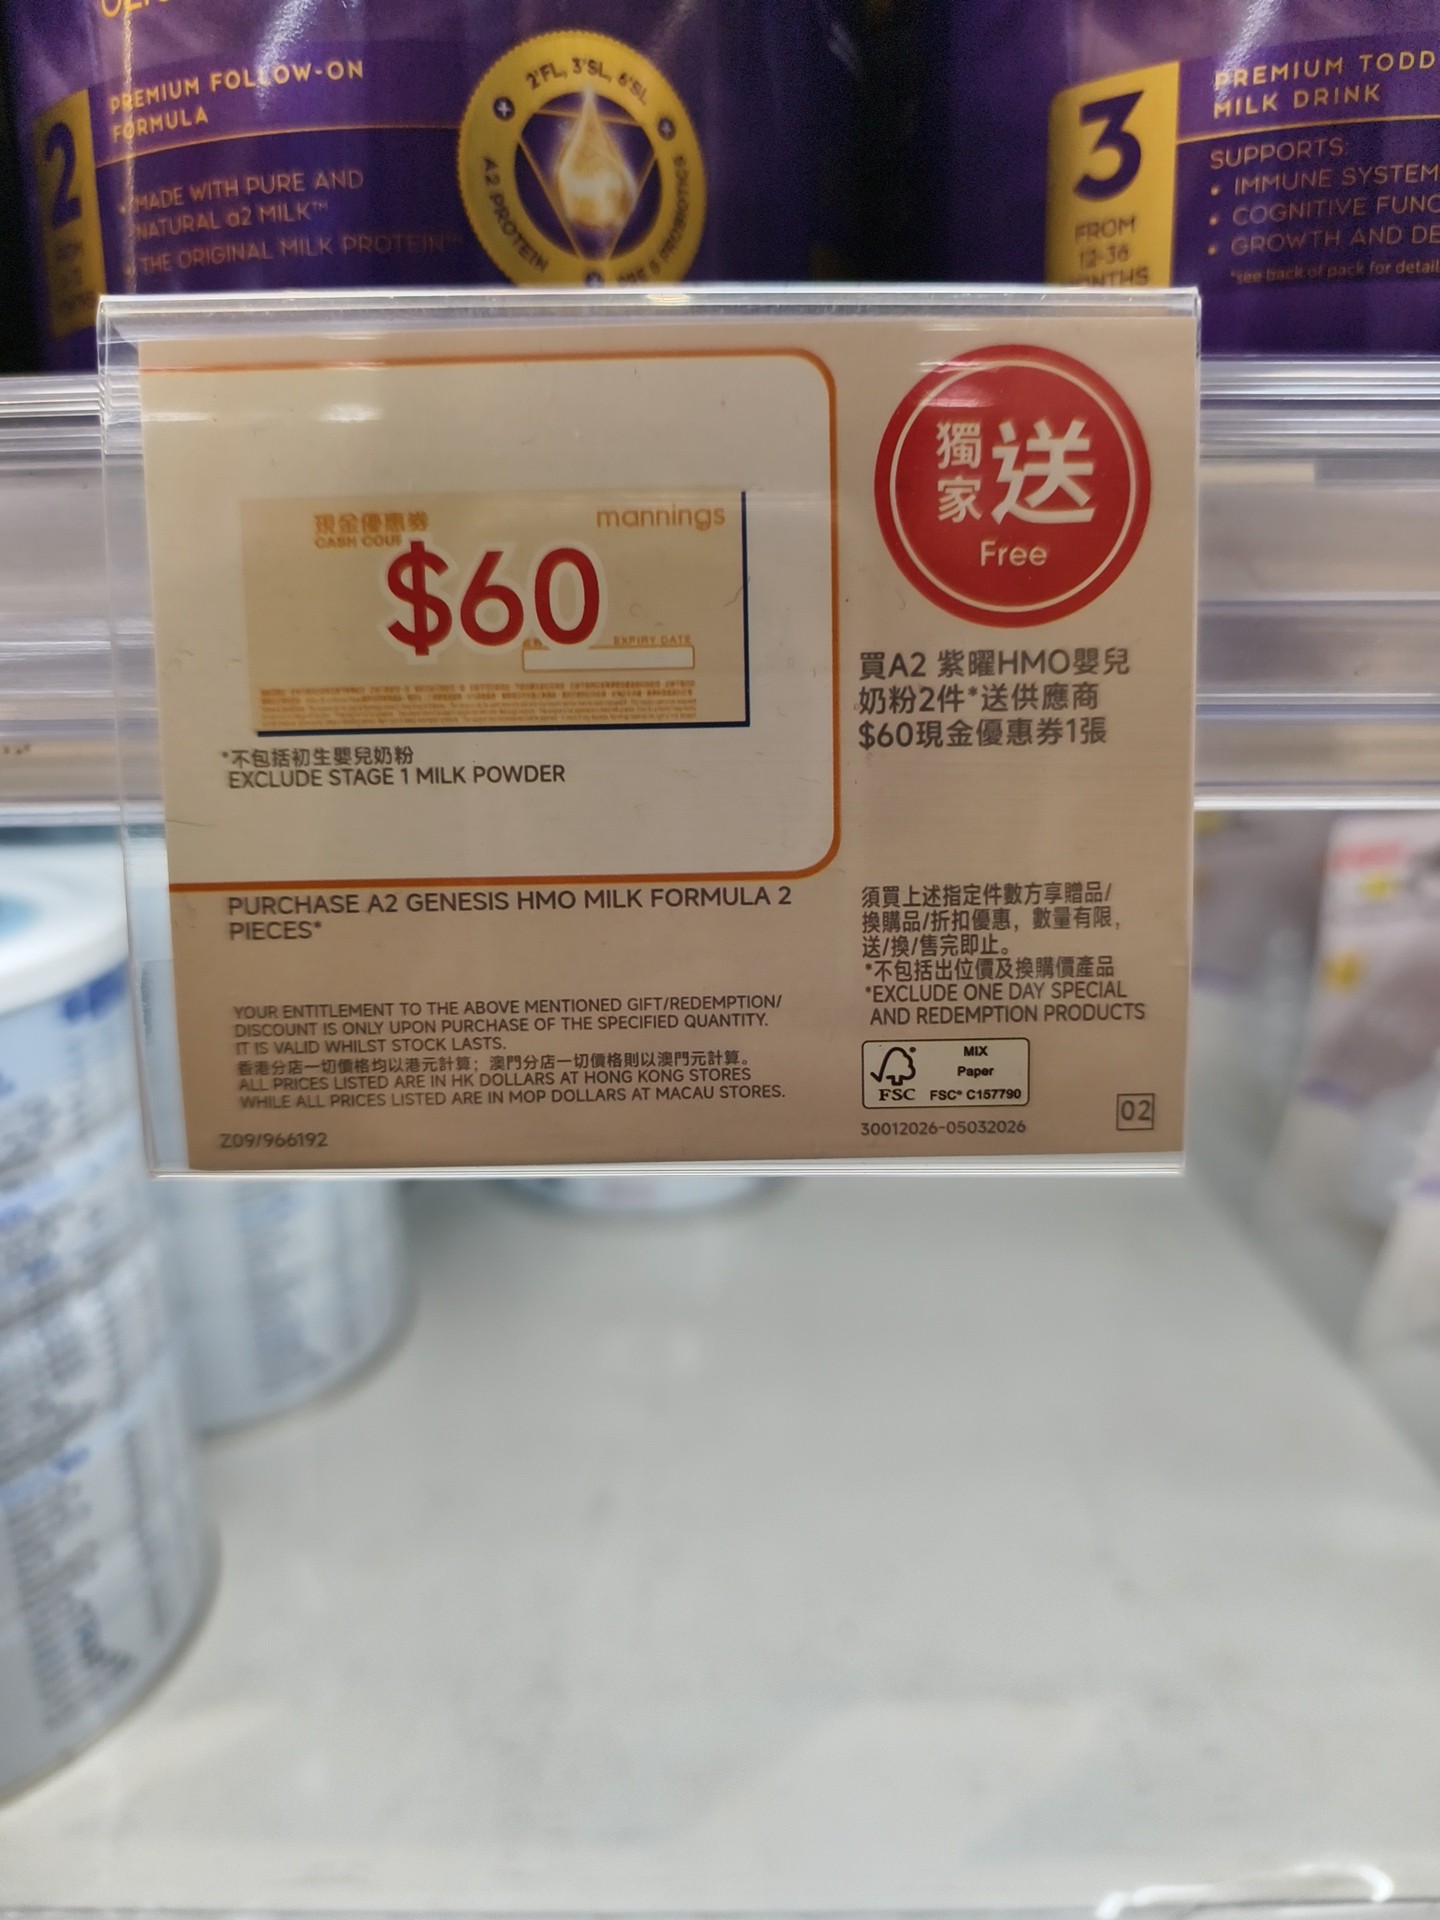 2
PREMIUM FOLLOW-ON
FORMULA
MADE WITH PURE AND
NATURAL a2 MILK™
THE ORIGINAL MILK PROTEIN™
2'FL, 3'SL, 6'SL
A2 PROTEIN
3
FROM
12-36
PREMIUM TODD
MILK DRINK
SUPPORTS:
• IMMUNE SYSTEM
• COGNITIVE FUNC
• GROWTH AND DE
*see back of pack for detail
現金優惠券
CASH COUP
mannings
$60
EXPIRY DATE
*不包括初生嬰兒奶粉
EXCLUDE STAGE 1 MILK POWDER
PURCHASE A2 GENESIS HMO MILK FORMULA 2
PIECES*
YOUR ENTITLEMENT TO THE ABOVE MENTIONED GIFT/REDEMPTION/
DISCOUNT IS ONLY UPON PURCHASE OF THE SPECIFIED QUANTITY.
IT IS VALID WHILST STOCK LASTS.
香港分店一切價格均以港元計算；澳門分店一切價格則以澳門元計算。
ALL PRICES LISTED ARE IN HK DOLLARS AT HONG KONG STORES
WHILE ALL PRICES LISTED ARE IN MOP DOLLARS AT MACAU STORES.
Z09/966192
獨家送
Free
買A2 紫曜HMO嬰兒
奶粉2件*送供應商
$60現金優惠券1張
須買上述指定件數方享贈品/
換購品/折扣優惠，數量有限，
送/換/售完即止。
*不包括出位價及換購價產品
*EXCLUDE ONE DAY SPECIAL
AND REDEMPTION PRODUCTS
FSC
MIX
Paper
FSC® C157790
30012026-05032026
02